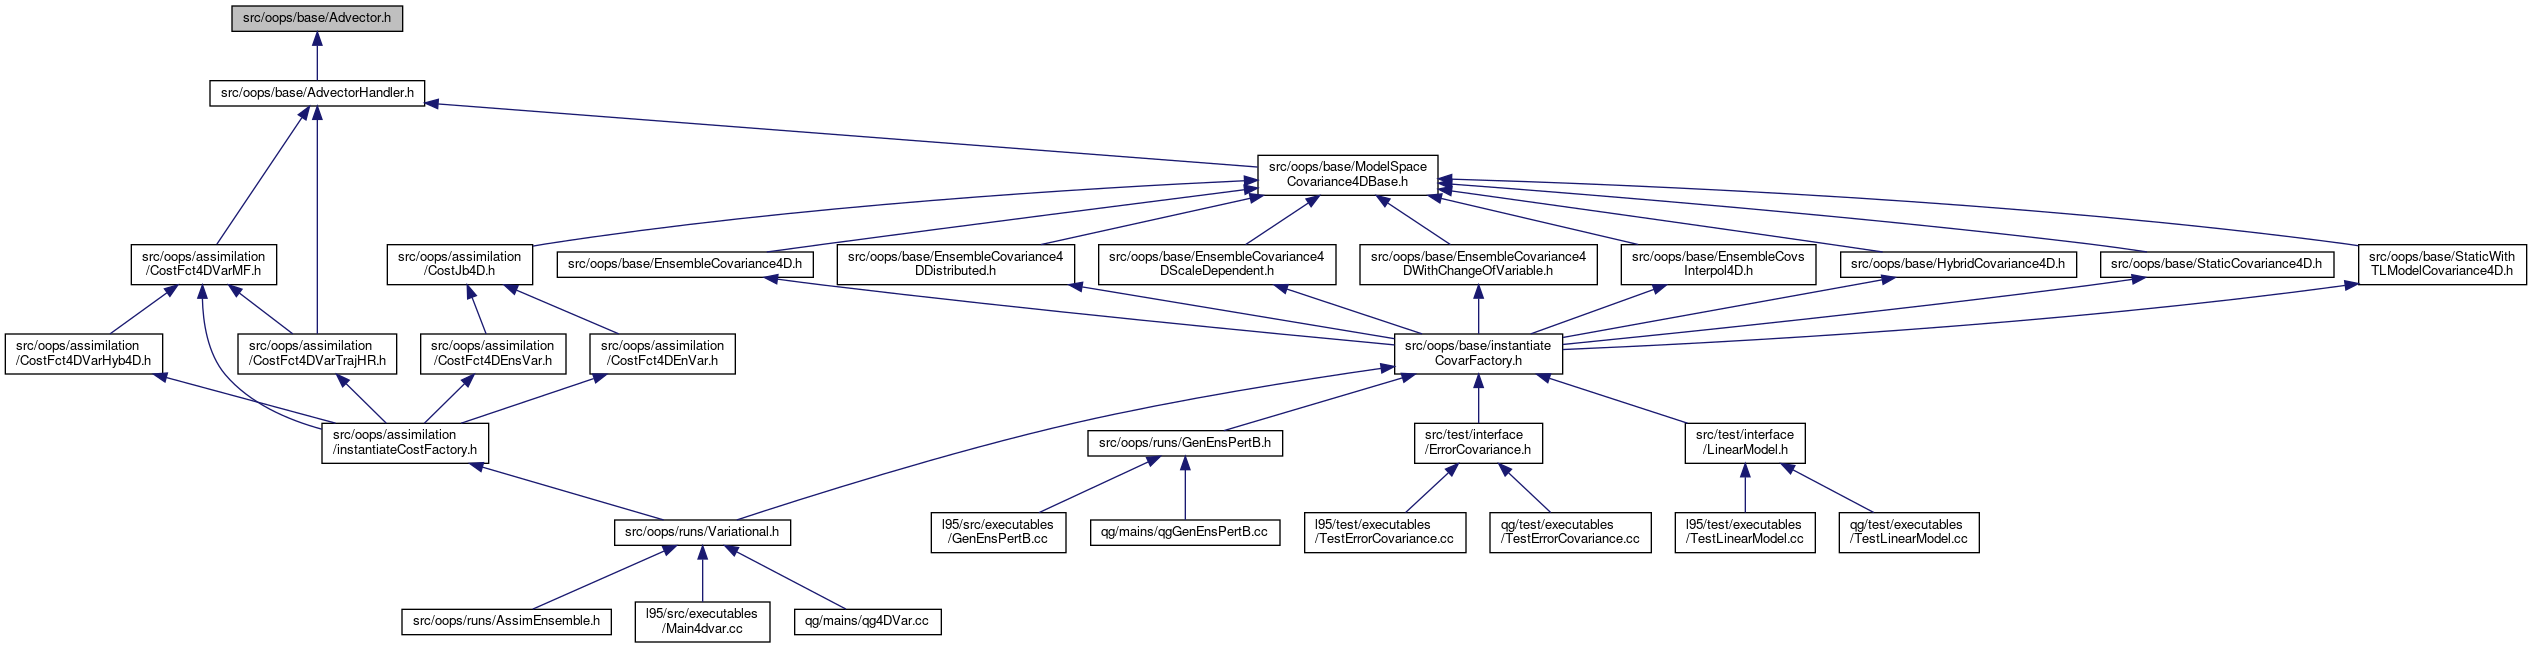 src/oops/base/Advector.h
src/oops/base/AdvectorHandler.h
src/oops/base/ModelSpace
Covariance4DBase.h
src/oops/assimilation
/CostFct4DVarMF.h
src/oops/assimilation
/CostJb4D.h
src/oops/base/EnsembleCovariance4D.h
src/oops/base/EnsembleCovariance4
DDistributed.h
src/oops/base/EnsembleCovariance4
DScaleDependent.h
src/oops/base/EnsembleCovariance4
DWithChangeOfVariable.h
src/oops/base/EnsembleCovs
Interpol4D.h
src/oops/base/HybridCovariance4D.h
src/oops/base/StaticCovariance4D.h
src/oops/base/StaticWith
TLModelCovariance4D.h
src/oops/assimilation
/CostFct4DVarHyb4D.h
src/oops/assimilation
/CostFct4DVarTrajHR.h
src/oops/assimilation
/CostFct4DEnsVar.h
src/oops/assimilation
/CostFct4DEnVar.h
src/oops/base/instantiate
CovarFactory.h
src/oops/assimilation
/instantiateCostFactory.h
src/oops/runs/GenEnsPertB.h
src/test/interface
/ErrorCovariance.h
src/test/interface
/LinearModel.h
src/oops/runs/Variational.h
l95/src/executables
/GenEnsPertB.cc
qg/mains/qgGenEnsPertB.cc
l95/test/executables
/TestErrorCovariance.cc
qg/test/executables
/TestErrorCovariance.cc
l95/test/executables
/TestLinearModel.cc
qg/test/executables
/TestLinearModel.cc
src/oops/runs/AssimEnsemble.h
l95/src/executables
/Main4dvar.cc
qg/mains/qg4DVar.cc